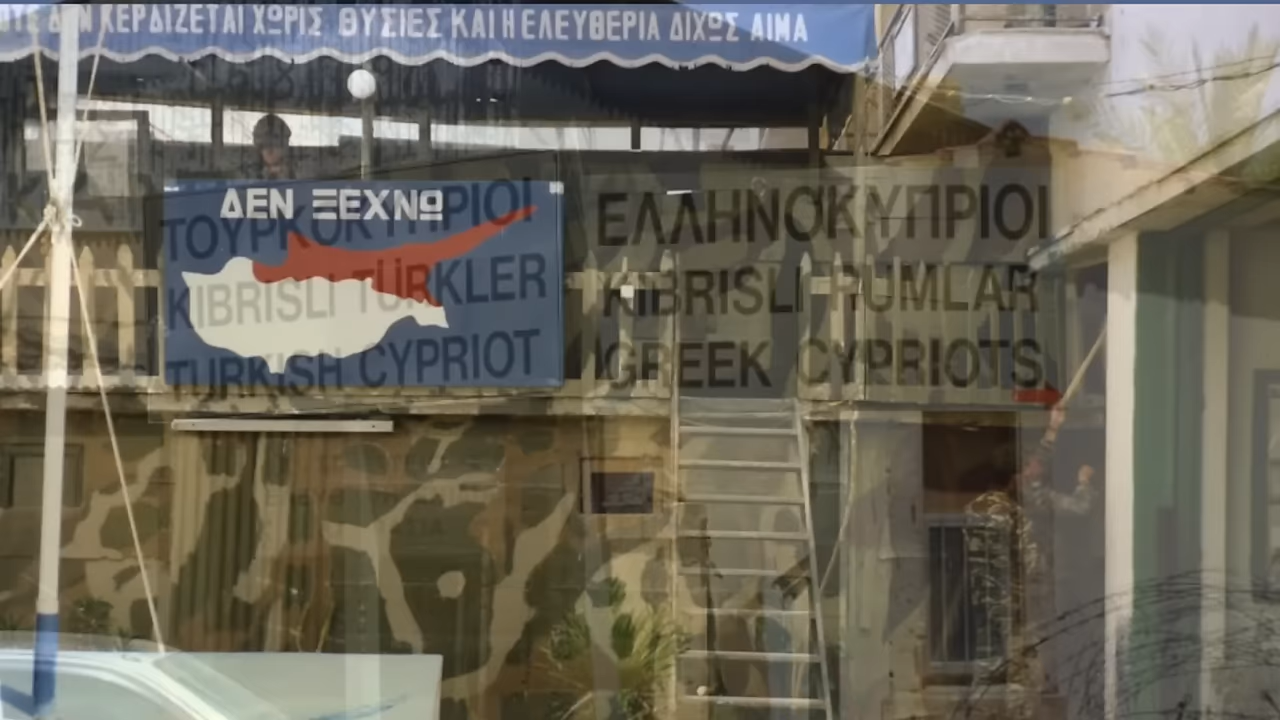 ΔΕΝ ΚΕΡΔΙΖΕΤΑΙ ΧΩΡΙΣ ΘΥΣΙΕΣ ΚΑΙ Η ΕΛΕΥΘΕΡΙΑ ΔΙΧΩΣ ΑΙΜΑ
ΔΕΝ ΞΕΧΝΩ
ΤΟΥΡΚΟΚΥΠΡΙΟΙ
KIBRISLI TÜRKLER
TURKISH CYPRIOT
ΕΛΛΗΝΟΚΥΠΡΙΟΙ
KIBRISLI RUMLAR
GREEK CYPRIOTS